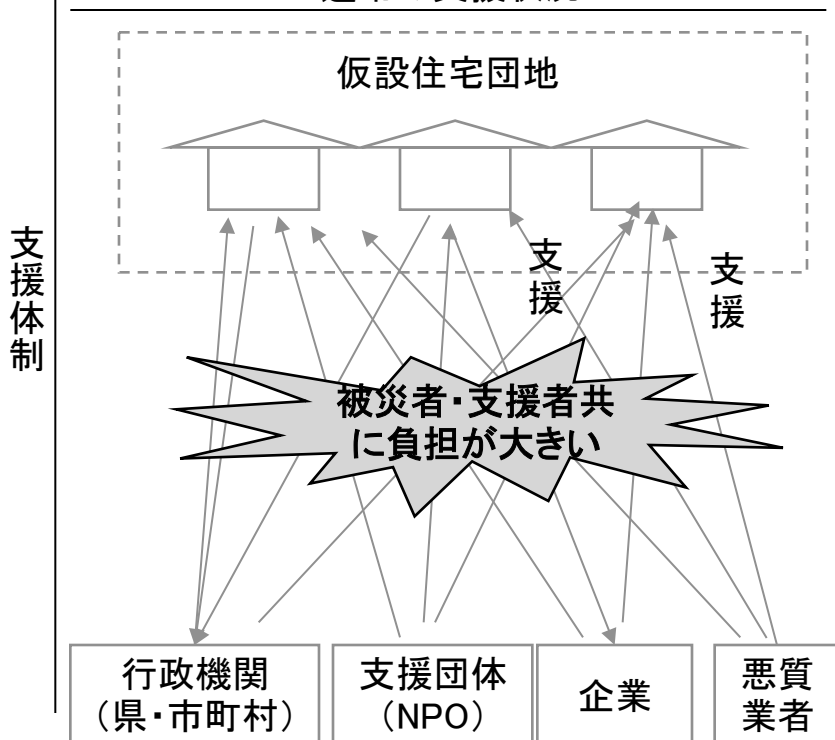 仮設住宅団地
支援体制
支援
支援
被災者・支援者共
に負担が大きい
行政機関
（県・市町村）
支援団体
（NPO）
企業
悪質
業者